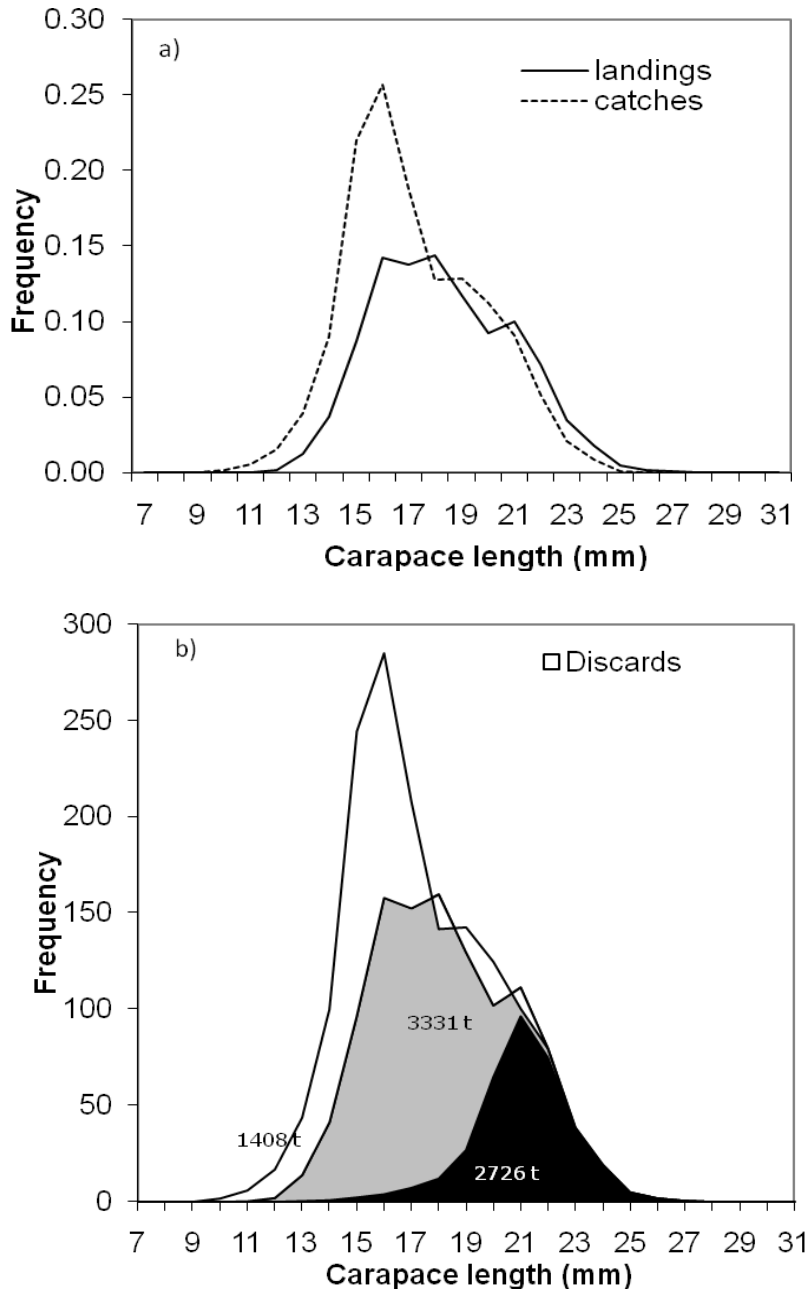 a)
landings
catches
0.30
0.25
0.20
0.15
0.10
0.05
0.00
Frequency
7 9 11 13 15 17 19 21 23 25 27 29 31
Carapace length (mm)
b)
Discards
300
250
200
150
100
50
0
Frequency
3331 t
1408 t
2726 t
7 9 11 13 15 17 19 21 23 25 27 29 31
Carapace length (mm)